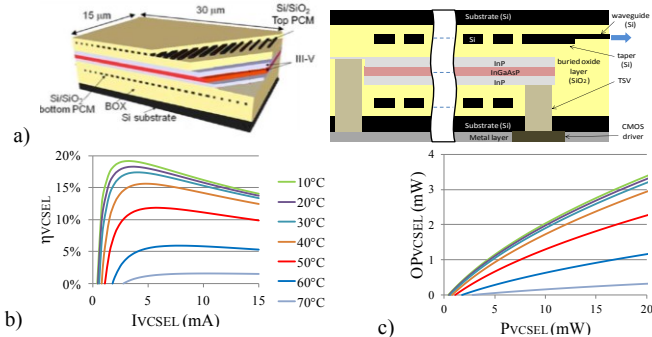 15 μm
30 μm
Si/SiO₂
Top PCM
III-V
Si/SiO₂
bottom PCM
BOX
Si substrate
a)
Substrate (Si)
waveguide
(Si)
Si
taper
(Si)
InP
InGaAsP
InP
buried oxide
layer
(SiO₂)
TSV
Substrate (Si)
Metal layer
CMOS
driver
20%
15%
10%
5%
0%
ηVCSEL
0
5
10
15
IVCSEL (mA)
b)
10°C
20°C
30°C
40°C
50°C
60°C
70°C
4
3
2
1
0
OPVCSEL (mW)
0
5
10
15
20
PVCSEL (mW)
c)